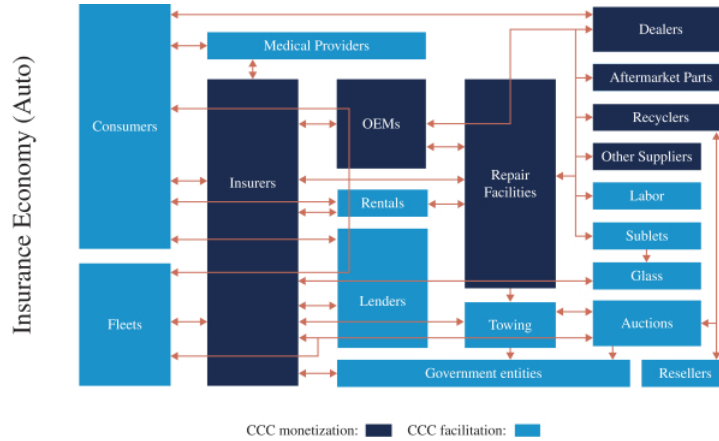 Insurance Economy (Auto)
Consumers
Medical Providers
Dealers
Aftermarket Parts
Recyclers
Other Suppliers
OEMs
Insurers
Repair
Facilities
Rentals
Labor
Sublets
Glass
Fleets
Lenders
Towing
Auctions
Government entities
Resellers
CCC monetization:
CCC facilitation: